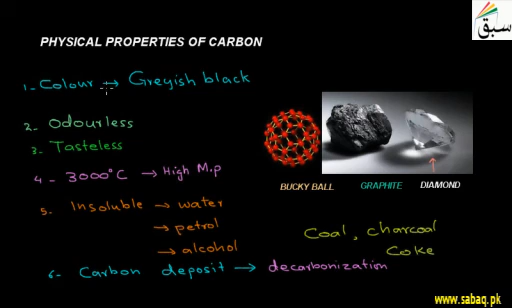 سبق
PHYSICAL PROPERTIES OF CARBON
1- Colour → Greyish black
2- Odourless
3- Tasteless
4- 3000°C → High M.p
5. Insoluble → water
→ petrol
→ alcohol
6- Carbon deposit → decarbonization
BUCKY BALL GRAPHITE DIAMOND
Coal, charcoal
Coke
www.sabaq.pk